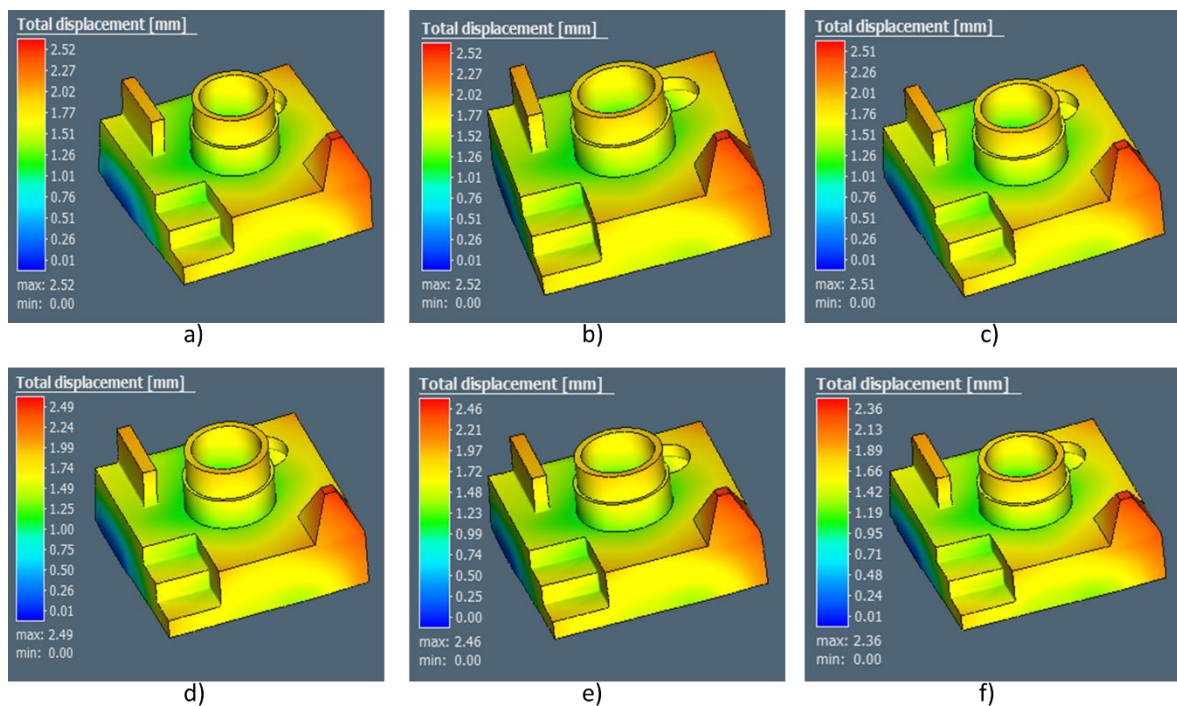 Total displacement [mm]
2.52
2.27
2.02
1.77
1.51
1.26
1.01
0.76
0.51
0.26
0.01
max: 2.52
min: 0.00
a)
Total displacement [mm]
2.52
2.27
2.02
1.77
1.51
1.26
1.01
0.76
0.51
0.26
0.01
max: 2.52
min: 0.00
b)
Total displacement [mm]
2.51
2.26
2.01
1.76
1.51
1.26
1.01
0.76
0.51
0.26
0.01
max: 2.51
min: 0.00
c)
Total displacement [mm]
2.49
2.24
1.99
1.74
1.50
1.25
1.00
0.75
0.50
0.26
0.01
max: 2.49
min: 0.00
d)
Total displacement [mm]
2.46
2.21
1.97
1.72
1.48
1.23
0.99
0.74
0.50
0.25
0.00
max: 2.46
min: 0.00
e)
Total displacement [mm]
2.36
2.13
1.89
1.66
1.42
1.19
0.95
0.71
0.48
0.24
0.01
max: 2.36
min: 0.00
f)